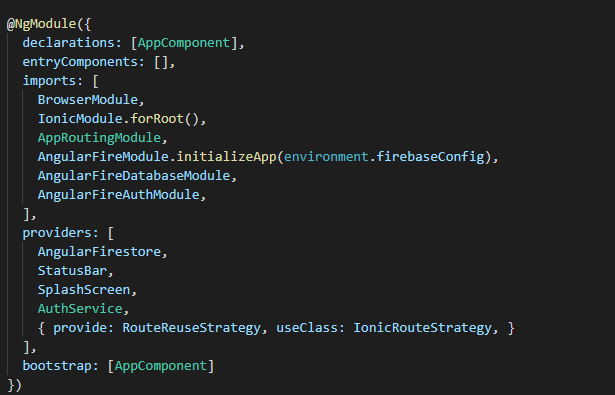 @NgModule({
  declarations: [AppComponent],
  entryComponents: [],
  imports: [
    BrowserModule,
    IonicModule.forRoot(),
    AppRoutingModule,
    AngularFireModule.initializeApp(environment.firebaseConfig),
    AngularFireDatabaseModule,
    AngularFireAuthModule,
  ],
  providers: [
    AngularFirestore,
    StatusBar,
    SplashScreen,
    AuthService,
    { provide: RouteReuseStrategy, useClass: IonicRouteStrategy, }
  ],
  bootstrap: [AppComponent]
})